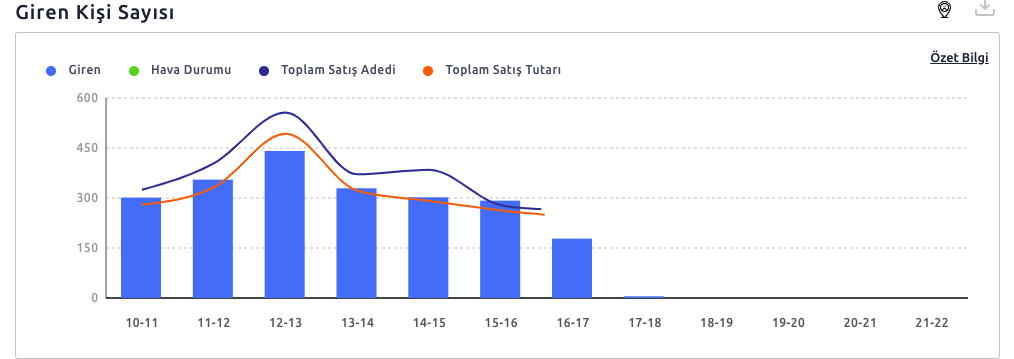 Giren Kişi Sayısı
Özet Bilgi
Giren Hava Durumu Toplam Satış Adedi Toplam Satış Tutarı
600
450
300
150
0
10-11 11-12 12-13 13-14 14-15 15-16 16-17 17-18 18-19 19-20 20-21 21-22